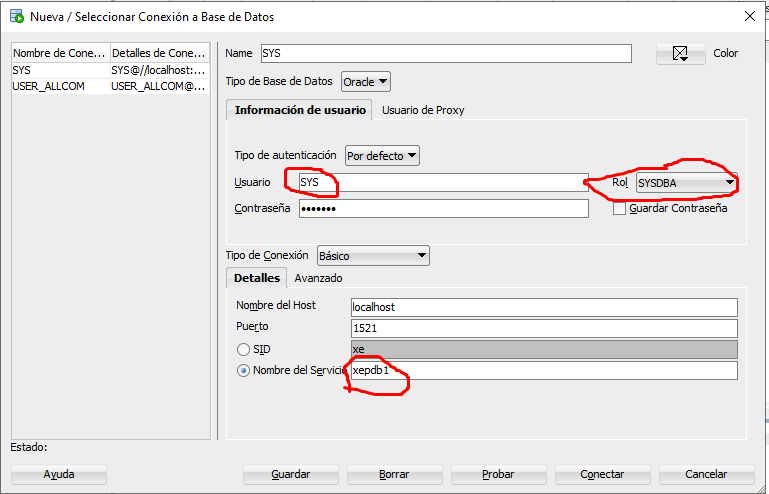 Nueva / Seleccionar Conexión a Base de Datos
Nombre de Cone... Detalles de Cone...
SYS SYS@//localhost:...
USER_ALLCOM USER_ALLCOM@...
Name SYS Color
Tipo de Base de Datos Oracle
Información de usuario Usuario de Proxy
Tipo de autenticación Por defecto
Usuario SYS Rol SYSDBA
Contraseña ••••••• Guardar Contraseña
Tipo de Conexión Básico
Detalles Avanzado
Nombre del Host localhost
Puerto 1521
SID xe
Nombre del Servicio xepdb1
Estado:
Ayuda Guardar Borrar Probar Conectar Cancelar